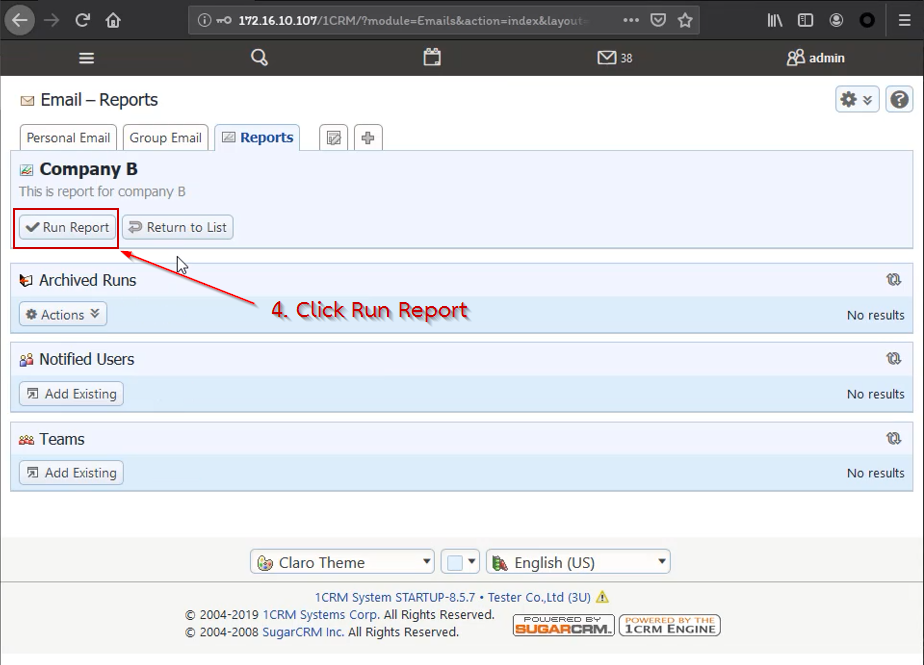 172.16.10.107/1CRM/?module=Emails&action=index&layout=
38
admin
Email – Reports
Personal Email
Group Email
Reports
Company B
This is report for company B
Run Report
Return to List
Archived Runs
4. Click Run Report
Actions
No results
Notified Users
Add Existing
No results
Teams
Add Existing
No results
Claro Theme
English (US)
1CRM System STARTUP-8.5.7 • Tester Co.,Ltd (3U)
© 2004-2019 1CRM Systems Corp. All Rights Reserved.
© 2004-2008 SugarCRM Inc. All Rights Reserved.
POWERED BY
SUGARCRM.
POWERED BY THE
1CRM ENGINE